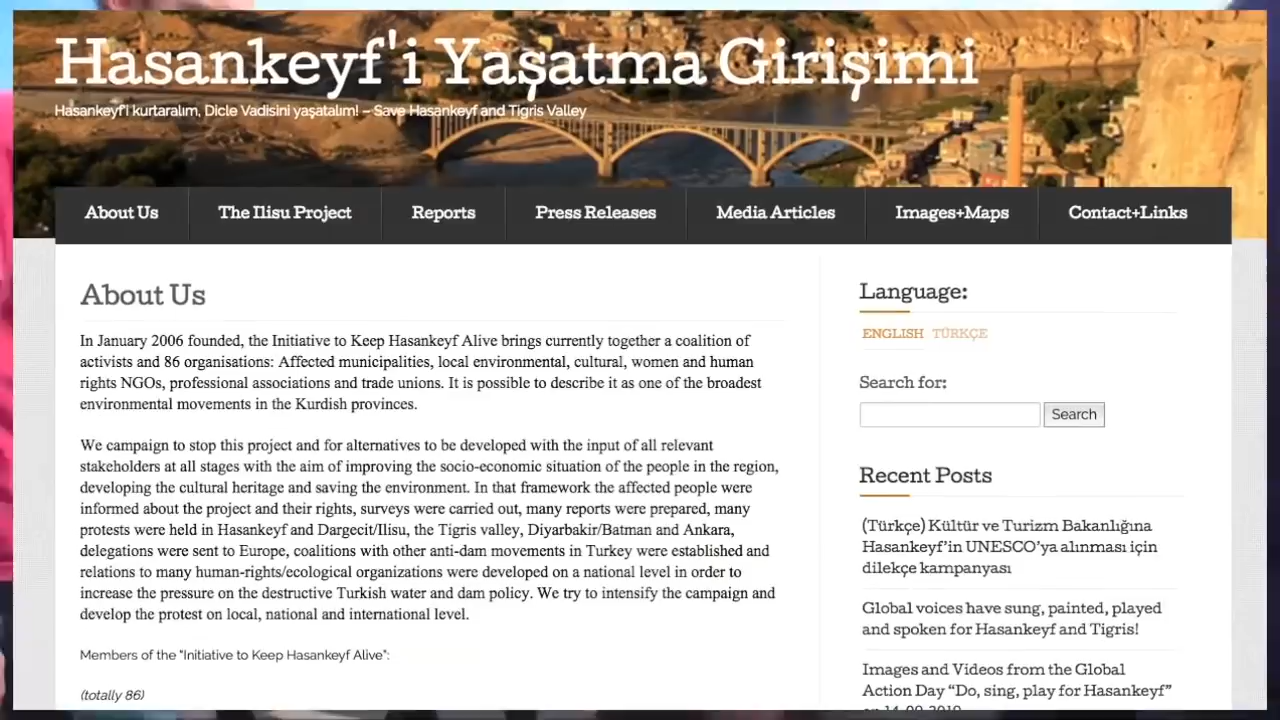 Hasankeyf'i Yaşatma Girişimi
Hasankeyf'i kurtaralım, Dicle Vadisini yaşatalım! – Save Hasankeyf and Tigris Valley
About Us
The Ilisu Project
Reports
Press Releases
Media Articles
Images+Maps
Contact+Links
About Us
In January 2006 founded, the Initiative to Keep Hasankeyf Alive brings currently together a coalition of
activists and 86 organisations: Affected municipalities, local environmental, cultural, women and human
rights NGOs, professional associations and trade unions. It is possible to describe it as one of the broadest
environmental movements in the Kurdish provinces.
We campaign to stop this project and for alternatives to be developed with the input of all relevant
stakeholders at all stages with the aim of improving the socio-economic situation of the people in the region,
developing the cultural heritage and saving the environment. In that framework the affected people were
informed about the project and their rights, surveys were carried out, many reports were prepared, many
protests were held in Hasankeyf and Dargecit/Ilisu, the Tigris valley, Diyarbakir/Batman and Ankara,
delegations were sent to Europe, coalitions with other anti-dam movements in Turkey were established and
relations to many human-rights/ecological organizations were developed on a national level in order to
increase the pressure on the destructive Turkish water and dam policy. We try to intensify the campaign and
develop the protest on local, national and international level.
Members of the "Initiative to Keep Hasankeyf Alive":
(totally 86)
Language:
ENGLISH TÜRKÇE
Search for:
Search
Recent Posts
(Türkçe) Kültür ve Turizm Bakanlığına
Hasankeyf'in UNESCO'ya alınması için
dilekçe kampanyası
Global voices have sung, painted, played
and spoken for Hasankeyf and Tigris!
Images and Videos from the Global
Action Day “Do, sing, play for Hasankeyf”
on 14.09.2019